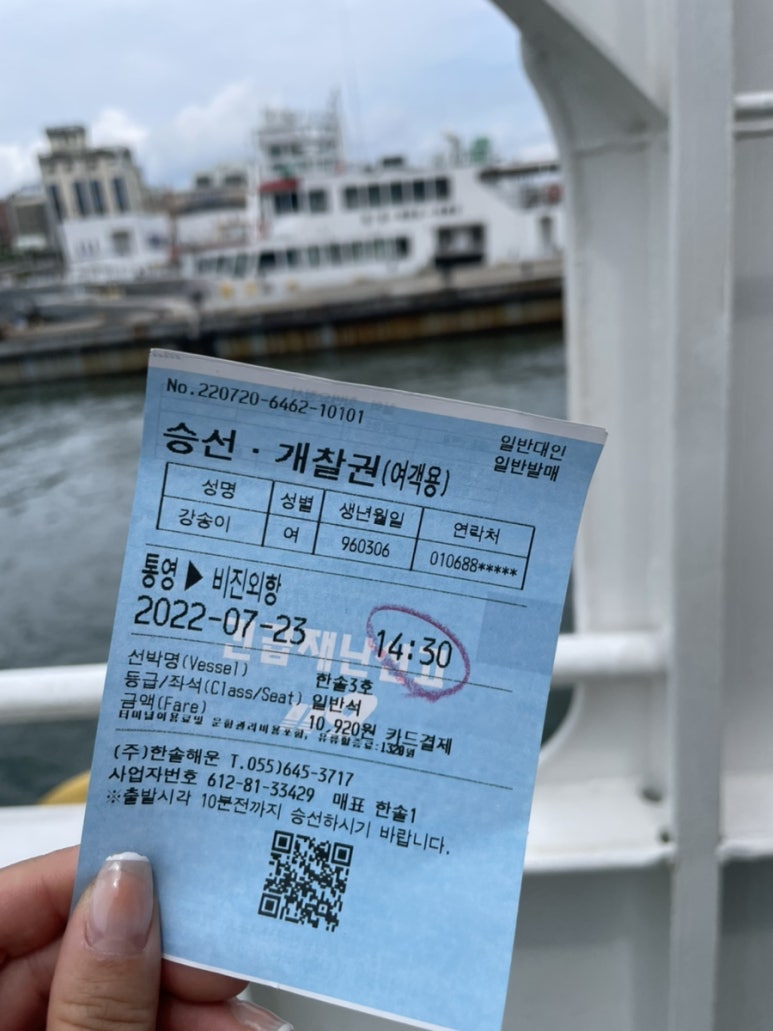 No.220720-6462-10101
일반대인
승선 · 개찰권(여객용)
일반발매
성명 성별 생년월일 연락처
강송이 여 960306 010688*****
통영 ▶ 비진외항
2022-07-23 14:30
선박명(Vessel) 한솔3호
등급/좌석(Class/Seat) 일반석
금액(Fare) 10,920원 카드결제
(주)한솔해운 T.055)645-3717
사업자번호 612-81-33429 매표 한솔1
※출발시각 10분전까지 승선하시기 바랍니다.